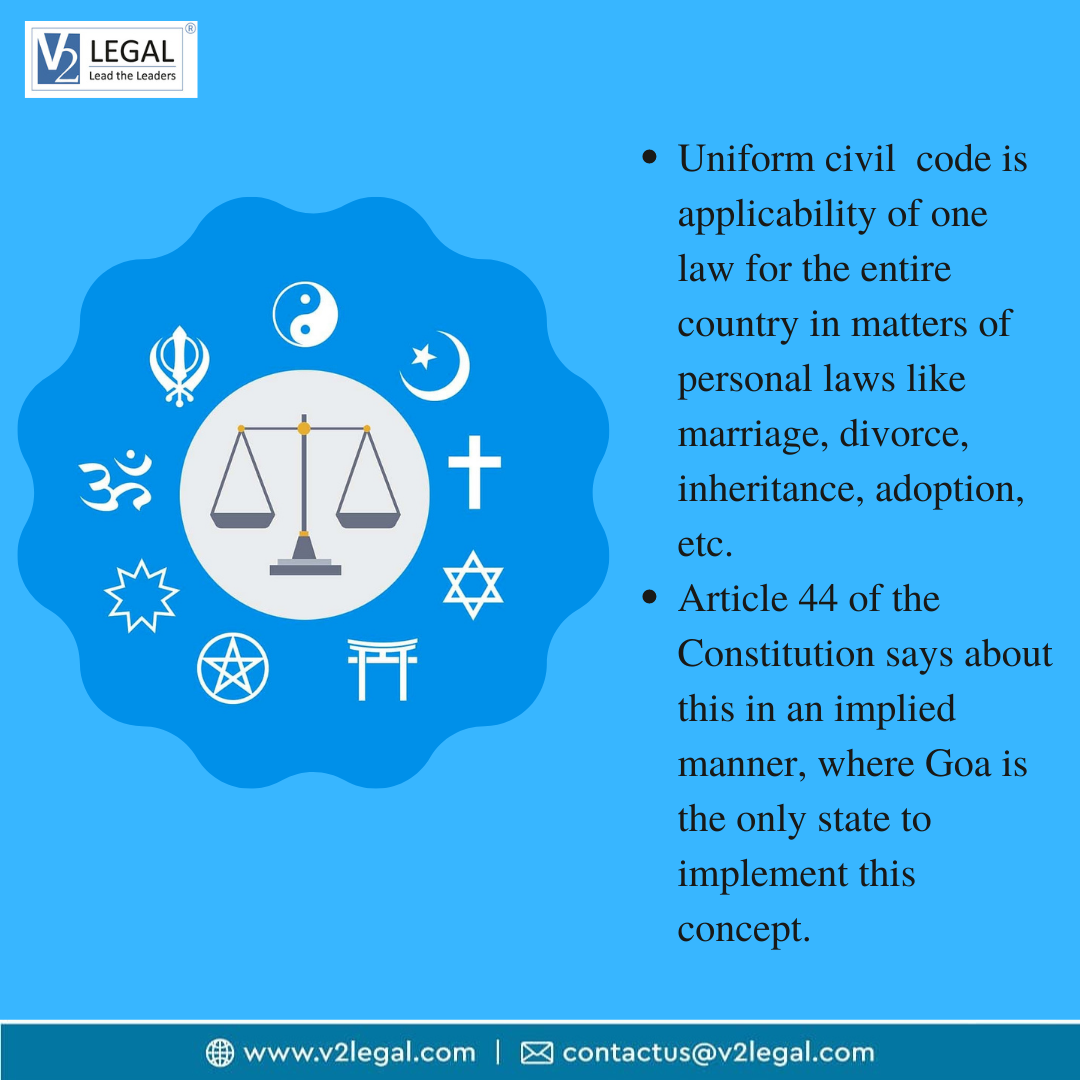 V2 LEGAL ®
Lead the Leaders
• Uniform civil  code is
applicability of one
law for the entire
country in matters of
personal laws like
marriage, divorce,
inheritance, adoption,
etc.
• Article 44 of the
Constitution says about
this in an implied
manner, where Goa is
the only state to
implement this
concept.
www.v2legal.com | contactus@v2legal.com